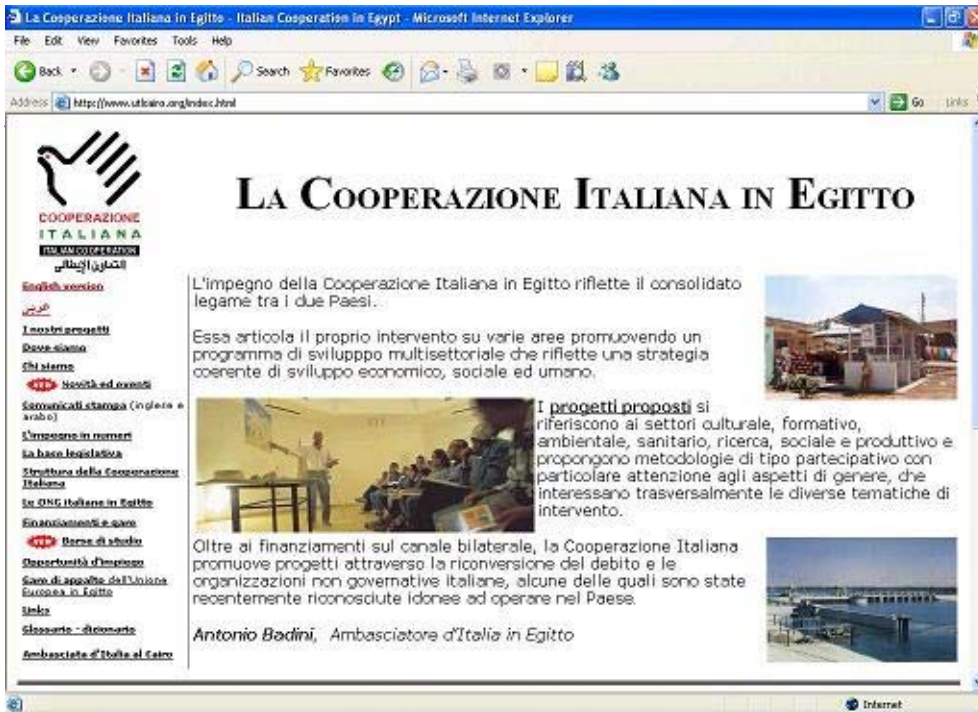 La Cooperazione Italiana in Egitto - Italian Cooperation in Egypt - Microsoft Internet Explorer
File Edit View Favorites Tools Help
Back Search Favorites
Address http://www.utlcairo.org/index.html Go Links
LA COOPERAZIONE ITALIANA IN EGITTO
COOPERAZIONE
ITALIANA
ITALIAN COOPERATION
التعاون الإيطالي
English version
عربي
I nostri progetti
Dove siamo
Chi siamo
Novità ed eventi
Comunicati stampa (inglese e
arabo)
L'impegno in numeri
La base legislativa
Struttura della Cooperazione
Italiana
Le ONG italiane in Egitto
Finanziamenti e gare
Borse di studio
Opportunità d'impiego
Gare di appalto dell'Unione
Europea in Egitto
Links
Glossario - dizionario
Ambasciata d'Italia al Cairo
L'impegno della Cooperazione Italiana in Egitto riflette il consolidato
legame tra i due Paesi.
Essa articola il proprio intervento su varie aree promuovendo un
programma di svilupppo multisettoriale che riflette una strategia
coerente di sviluppo economico, sociale ed umano.
I progetti proposti si
riferiscono ai settori culturale, formativo,
ambientale, sanitario, ricerca, sociale e produttivo e
propongono metodologie di tipo partecipativo con
particolare attenzione agli aspetti di genere, che
interessano trasversalmente le diverse tematiche di
intervento.
Oltre ai finanziamenti sul canale bilaterale, la Cooperazione Italiana
promuove progetti attraverso la riconversione del debito e le
organizzazioni non governative italiane, alcune delle quali sono state
recentemente riconosciute idonee ad operare nel Paese.
Antonio Badini, Ambasciatore d'Italia in Egitto
Internet